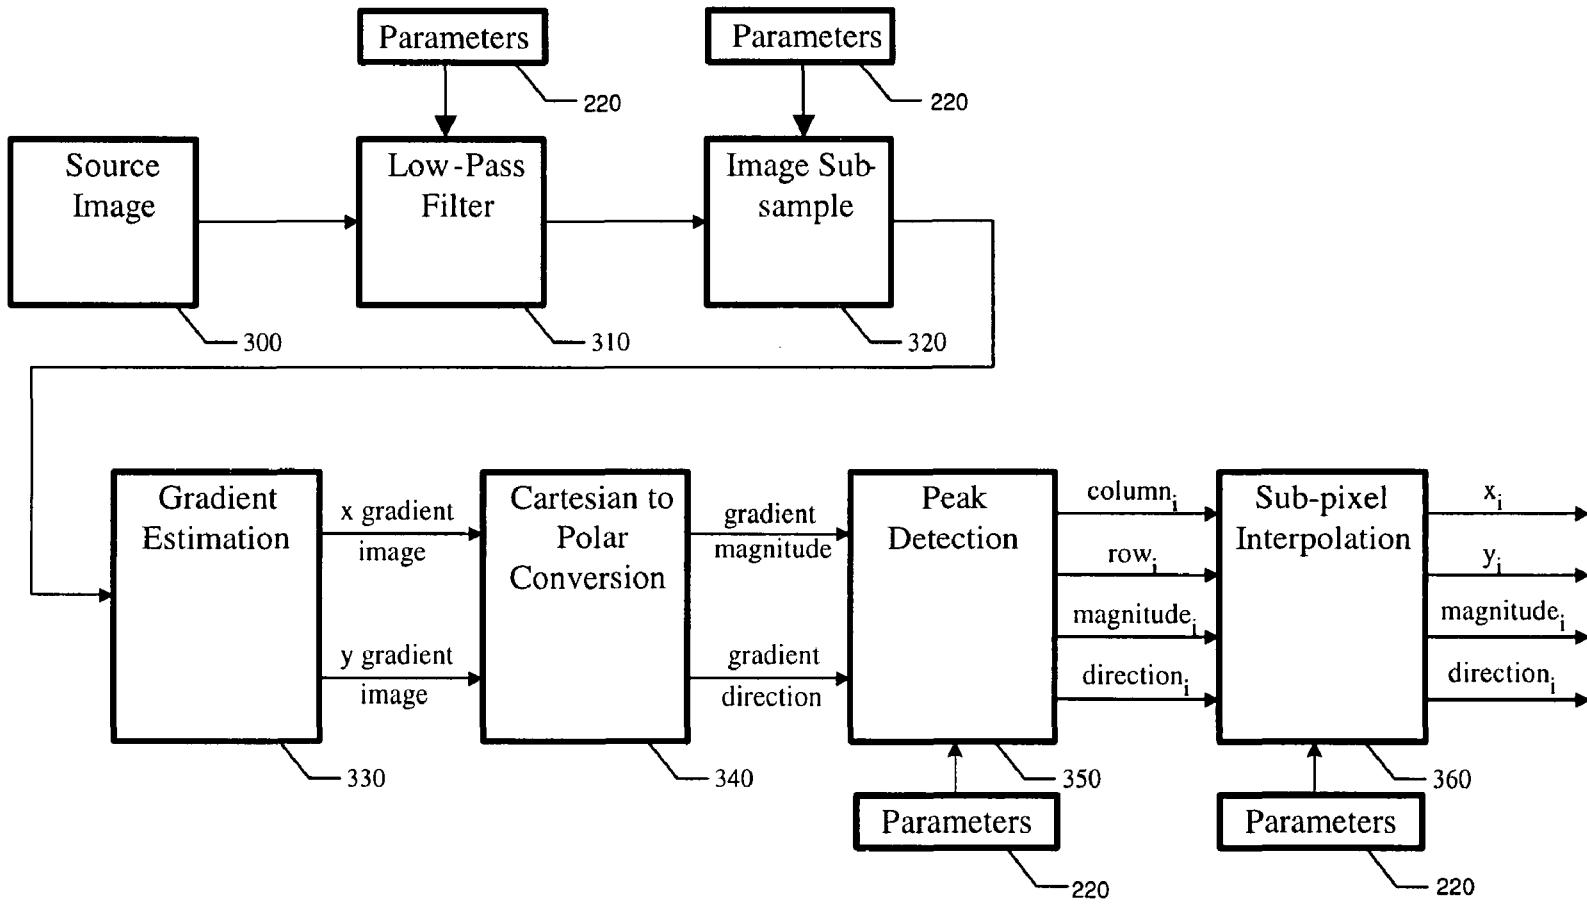 Parameters
Parameters
220
220
Source
Image
Low-Pass
Filter
Image Sub-
sample
300
310
320
Gradient
Estimation
x gradient
image
y gradient
image
Cartesian to
Polar
Conversion
gradient
magnitude
gradient
direction
Peak
Detection
column_i
row_i
magnitude_i
direction_i
Sub-pixel
Interpolation
x_i
y_i
magnitude_i
direction_i
330
340
350
360
Parameters
Parameters
220
220